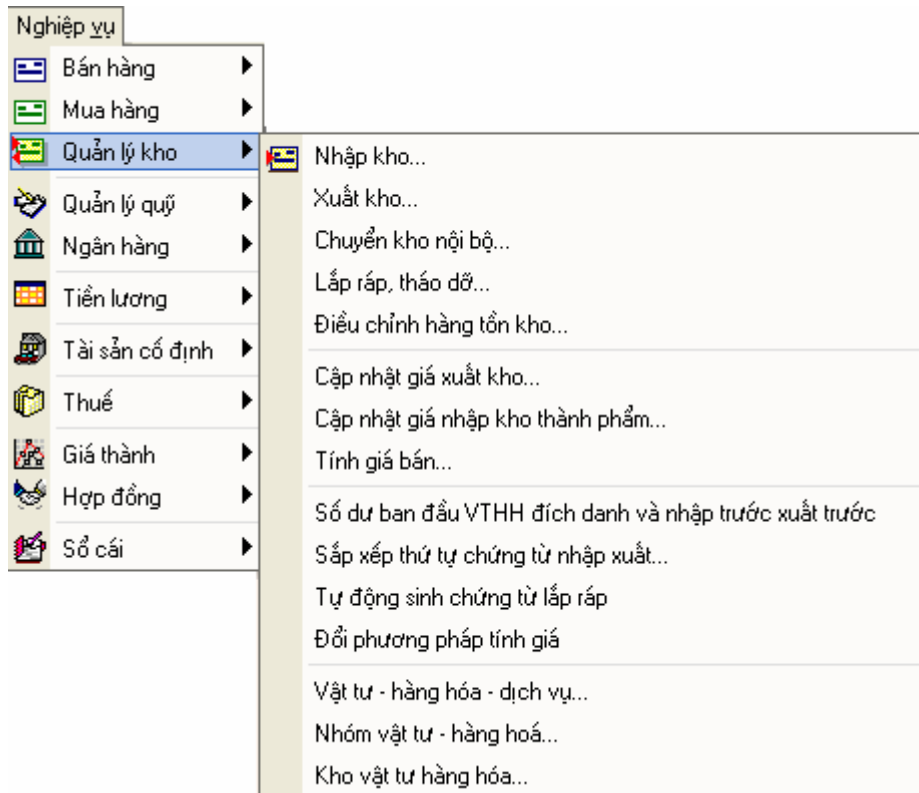 Nghiệp vụ
Bán hàng
Mua hàng
Quản lý kho
Quản lý quỹ
Ngân hàng
Tiền lương
Tài sản cố định
Thuế
Giá thành
Hợp đồng
Sổ cái
Nhập kho...
Xuất kho...
Chuyển kho nội bộ...
Lắp ráp, tháo dỡ...
Điều chỉnh hàng tồn kho...
Cập nhật giá xuất kho...
Cập nhật giá nhập kho thành phẩm...
Tính giá bán...
Số dư ban đầu VTHH đích danh và nhập trước xuất trước
Sắp xếp thứ tự chứng từ nhập xuất...
Tự động sinh chứng từ lắp ráp
Đổi phương pháp tính giá
Vật tư - hàng hóa - dịch vụ...
Nhóm vật tư - hàng hoá...
Kho vật tư hàng hóa...